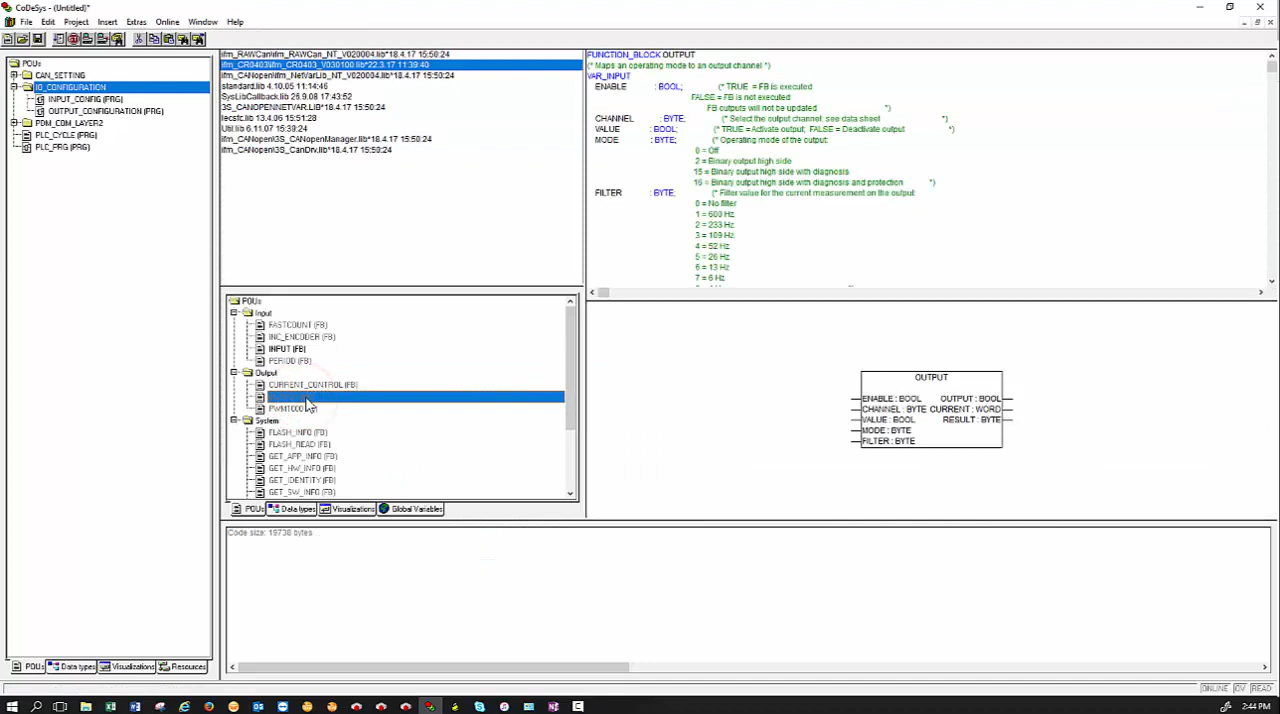 CoDeSys - (Untitled)*
File Edit Project Insert Extras Online Window Help
POUs
CAN_SETTING
IO_CONFIGURATION
INPUT_CONFIG (PRG)
OUTPUT_CONFIGURATION (PRG)
PDM_COM_LAYER2
PLC_CYCLE (PRG)
PLC_PRG (PRG)
ifm_RAWCan\ifm_RAWCan_NT_V020004.lib*18.4.17 15:50:24
ifm_CR0403\ifm_CR0403_V030100.lib*22.3.17 11:39:40
ifm_CANopen\ifm_NetVarLib_NT_V020004.lib*18.4.17 15:50:24
standard.lib 4.10.05 11:14:46
SysLibCallback.lib 26.9.08 17:43:52
3S_CANOPENNETVAR.LIB*18.4.17 15:50:24
Iecsfc.lib 13.4.06 15:51:28
Util.lib 6.11.07 15:39:24
ifm_CANopen\3S_CANopenManager.lib*18.4.17 15:50:24
ifm_CANopen\3S_CanDrv.lib*18.4.17 15:50:24
FUNCTION_BLOCK OUTPUT
(* Maps an operating mode to an output channel *)
VAR_INPUT
ENABLE : BOOL; (* TRUE = FB is executed
FALSE = FB is not executed
FB outputs will not be updated *)
CHANNEL : BYTE; (* Select the output channel: see data sheet *)
VALUE : BOOL; (* TRUE = Activate output; FALSE = Deactivate output *)
MODE : BYTE; (* Operating mode of the output:
0 = Off
2 = Binary output high side
15 = Binary output high side with diagnosis
16 = Binary output high side with diagnosis and protection *)
FILTER : BYTE; (* Filter value for the current measurement on the output:
0 = No filter
1 = 600 Hz
2 = 233 Hz
3 = 109 Hz
4 = 52 Hz
5 = 26 Hz
6 = 13 Hz
7 = 6 Hz
POUs
Input
FASTCOUNT (FB)
INC_ENCODER (FB)
INPUT (FB)
PERIOD (FB)
Output
CURRENT_CONTROL (FB)
PWM1000
System
FLASH_INFO (FB)
FLASH_READ (FB)
GET_APP_INFO (FB)
GET_HW_INFO (FB)
GET_IDENTITY (FB)
GET_SW_INFO (FB)
POUs Data types Visualizations Global Variables
OUTPUT
ENABLE : BOOL OUTPUT : BOOL
CHANNEL : BYTE CURRENT : WORD
VALUE : BOOL RESULT : BYTE
MODE : BYTE
FILTER : BYTE
Code size: 19738 bytes
POUs Data types Visualizations Resources
ONLINE OV READ
2:44 PM